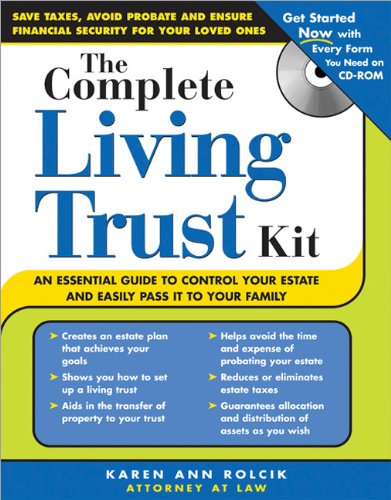 SAVE TAXES, AVOID PROBATE AND ENSURE
FINANCIAL SECURITY FOR YOUR LOVED ONES
Get Started
Now with
Every Form
You Need on
CD-ROM
The
Complete
Living
Trust Kit
AN ESSENTIAL GUIDE TO CONTROL YOUR ESTATE
AND EASILY PASS IT TO YOUR FAMILY
Creates an estate plan
that achieves your
goals
Shows you how to set
up a living trust
Aids in the transfer of
property to your trust
Helps avoid the time
and expense of
probating your estate
Reduces or eliminates
estate taxes
Guarantees allocation
and distribution of
assets as you wish
KAREN ANN ROLCIK
ATTORNEY AT LAW